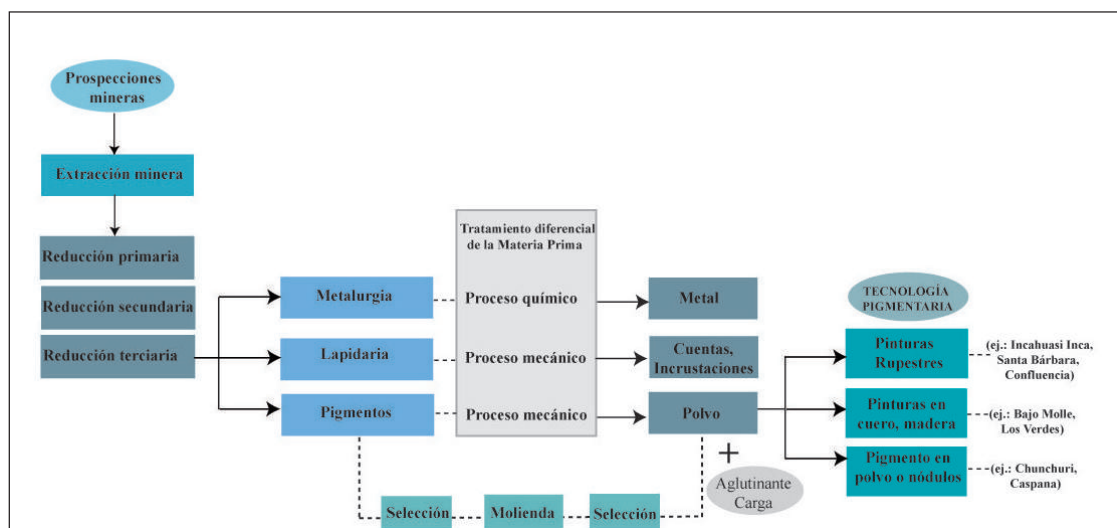 Prospecciones
mineras
Extracción minera
Reducción primaria
Reducción secundaria
Reducción terciaria
Metalurgia
Lapidaria
Pigmentos
Tratamiento diferencial
de la Materia Prima
Proceso químico
Proceso mecánico
Proceso mecánico
Metal
Cuentas,
Incrustaciones
Polvo
+
Aglutinante
Carga
Selección
Molienda
Selección
TECNOLOGÍA
PIGMENTARIA
Pinturas
Rupestres
(ej.: Incahuasi Inca,
Santa Bárbara,
Confluencia)
Pinturas en
cuero, madera
(ej.: Bajo Molle,
Los Verdes)
Pigmento en
polvo o nódulos
(ej.: Chunchuri,
Caspana)